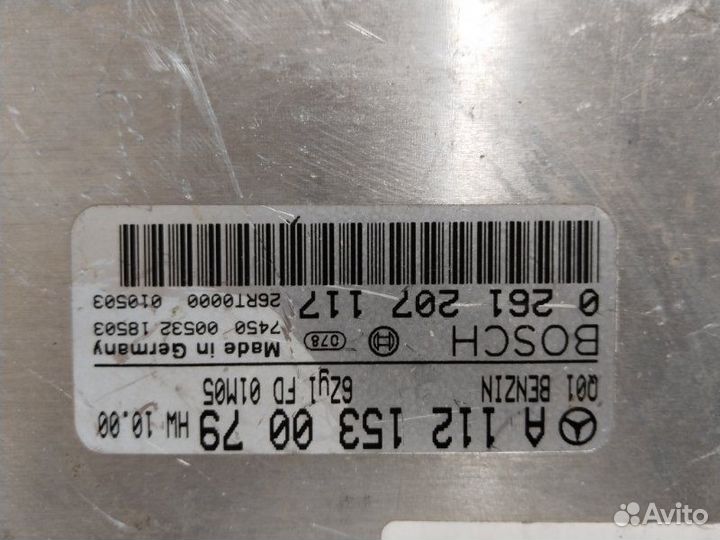 A 112 153 00 79 HW 10.00
Q01 BENZIN 6Zyl FD 01M05
BOSCH 078 Made in Germany
7450 00532 18503
0 261 207 117 26RT0000 010503
Avito